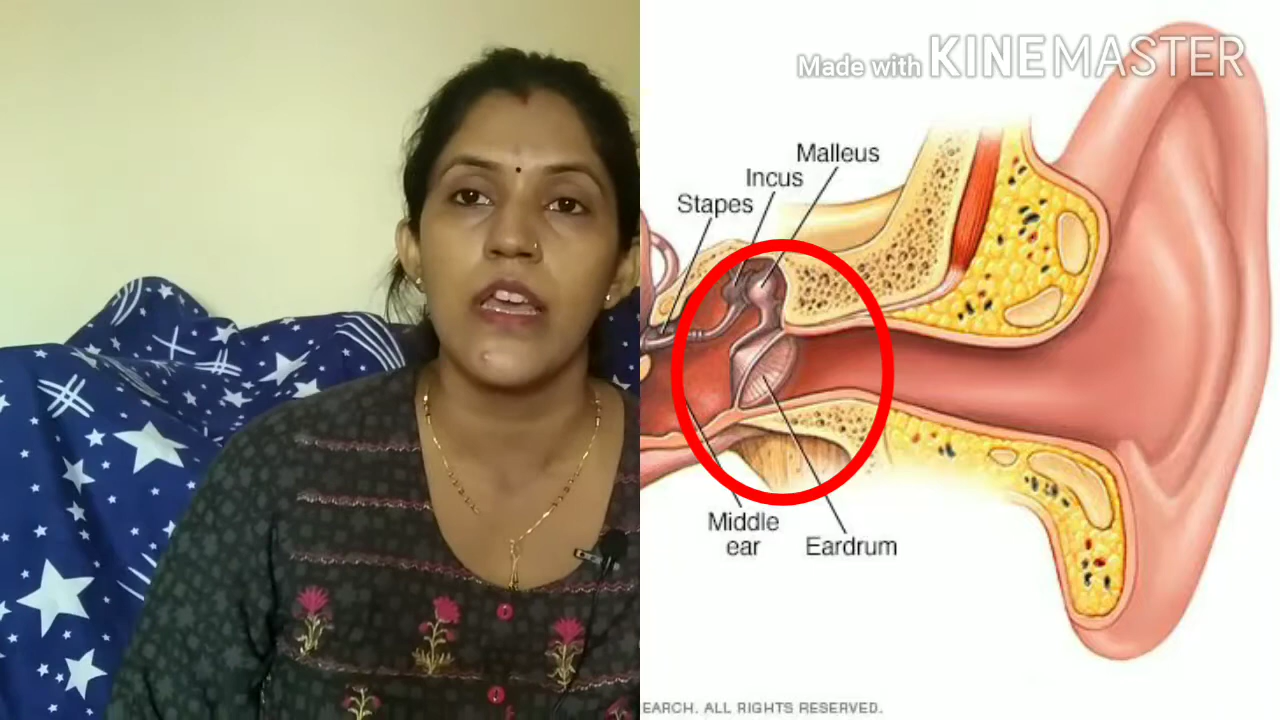 Made with KINEMASTER
Malleus
Incus
Stapes
Middle
ear
Eardrum
EARCH. ALL RIGHTS RESERVED.